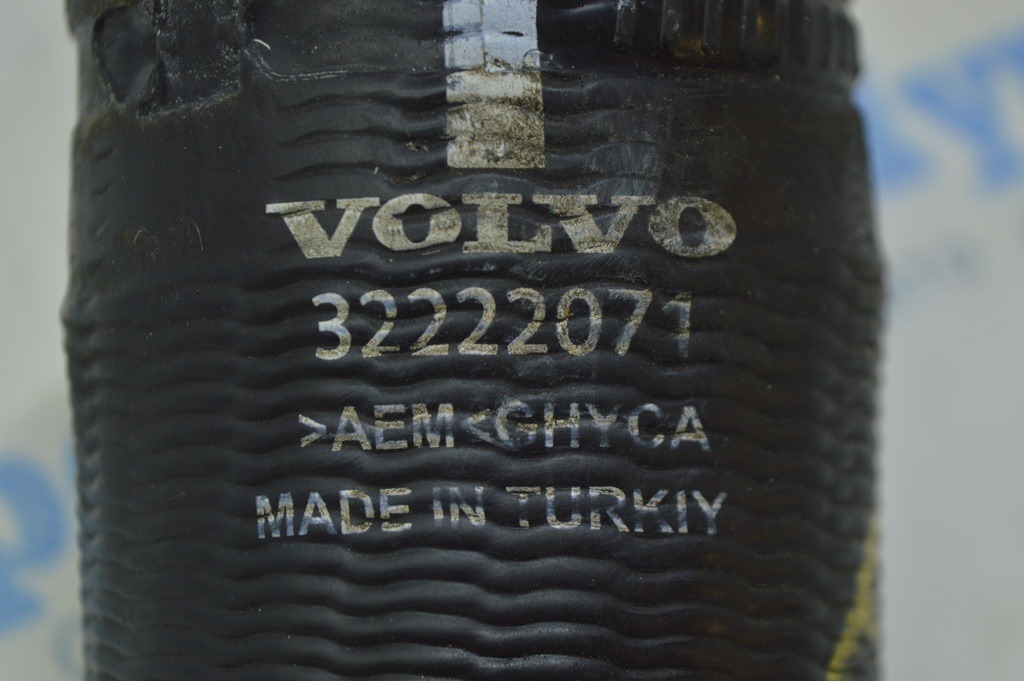 VOLVO
32222071
>AEM<GHYCA
MADE IN TURKIY